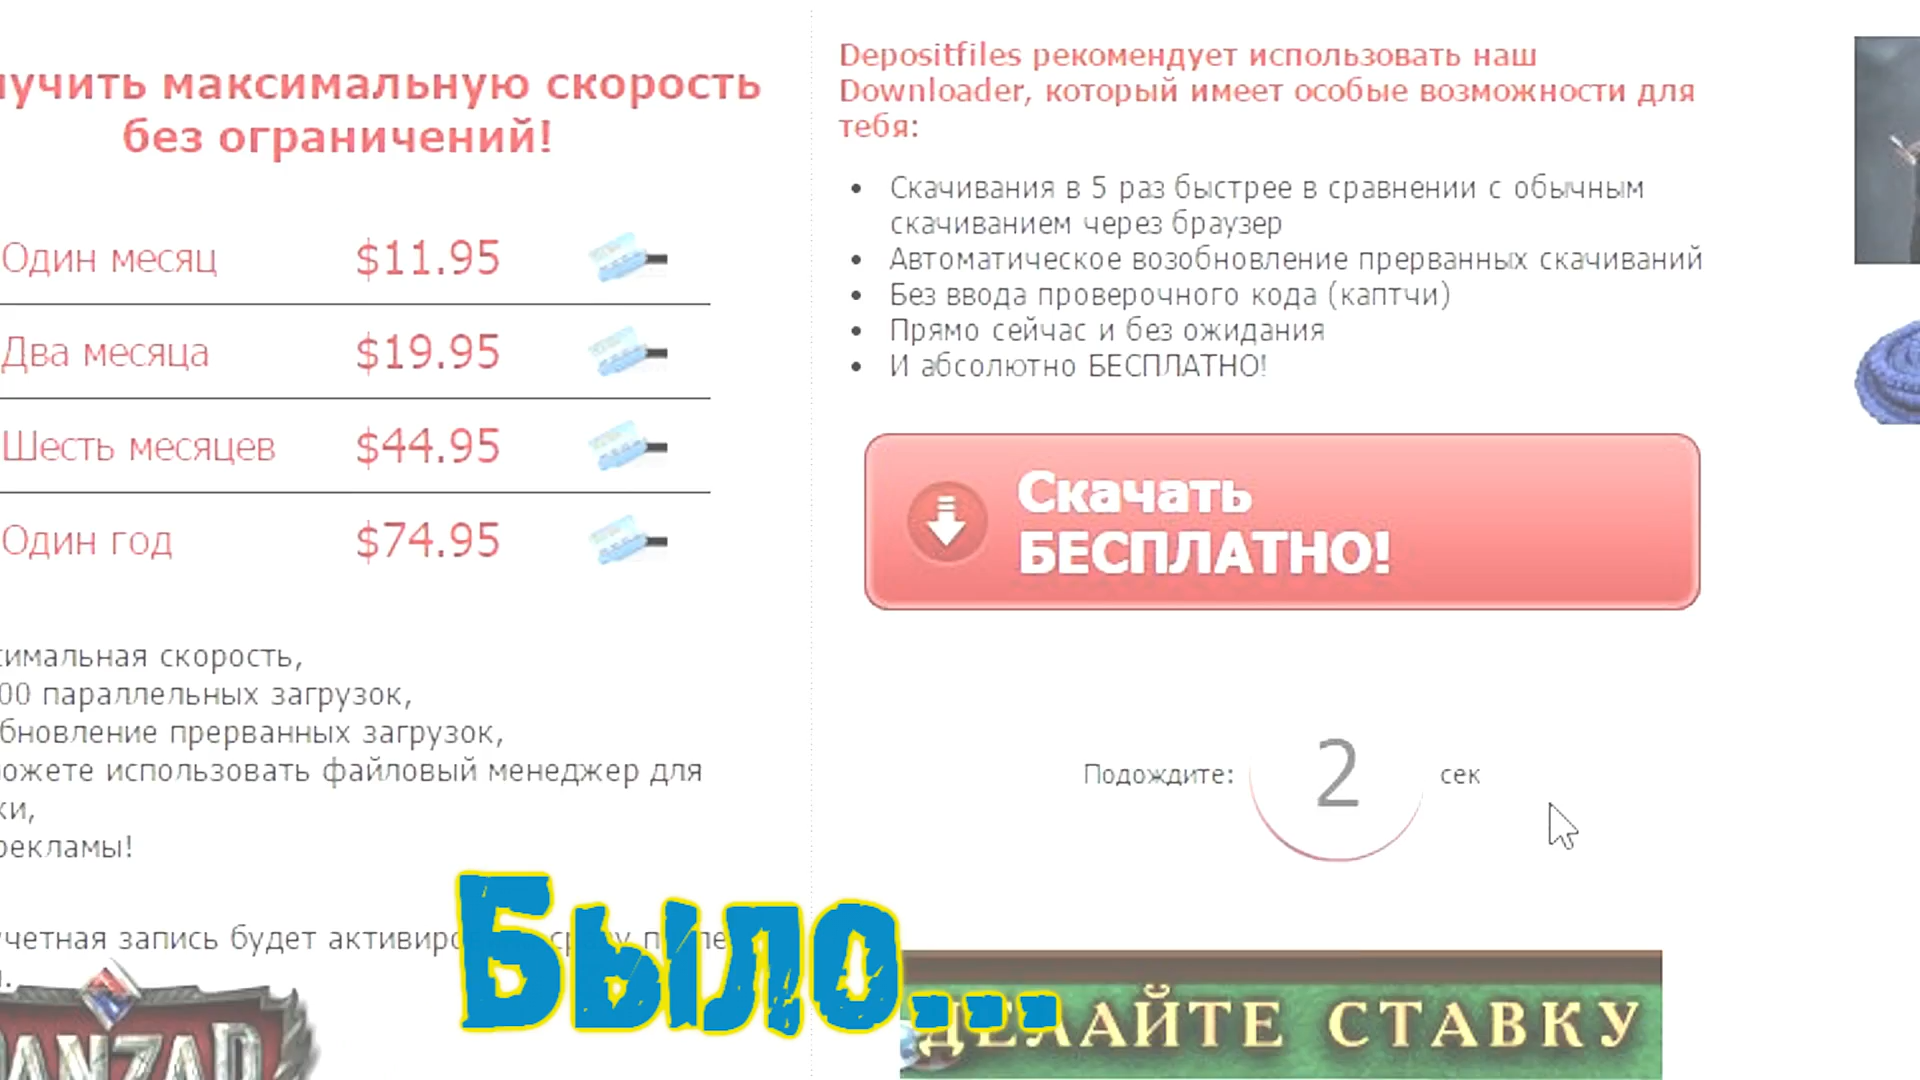 лучить максимальную скорость
без ограничений!
Один месяц $11.95
Два месяца $19.95
Шесть месяцев $44.95
Один год $74.95
симальная скорость,
00 параллельных загрузок,
бновление прерванных загрузок,
ожете использовать файловый менеджер для
ки,
рекламы!
учетная запись будет
Depositfiles рекомендует использовать наш
Downloader, который имеет особые возможности для
тебя:
Скачивания в 5 раз быстрее в сравнении с обычным
скачиванием через браузер
Автоматическое возобновление прерванных скачиваний
Без ввода проверочного кода (каптчи)
Прямо сейчас и без ожидания
И абсолютно БЕСПЛАТНО!
Скачать
БЕСПЛАТНО!
Подождите: 2 сек
Было...
ДЕЛАЙТЕ СТАВКУ